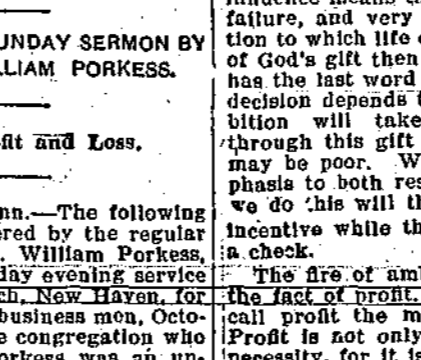 UNDAY SERMON BY
LLIAM PORKESS.
fit and Loss.
nn.—The following
ered by the regular
. William Porkess,
day evening service
ch, New Haven, for
business men, Octo-
e congregation who
orkess was an un-
failure, and very
tion to which life
of God's gift then
has the last word
decision depends
bition will take
through this gift
may be poor. W
phasis to both res
we do this will th
incentive while th
a check.
The fire of am
the fact of profit.
call profit the m
Profit is not only
necessity, for it is